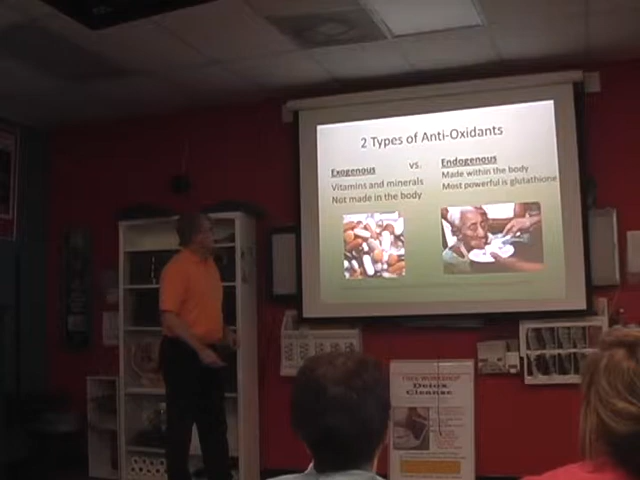 2 Types of Anti-Oxidants
Exogenous
vs.
Endogenous
Vitamins and minerals
Not made in the body
Made within the body
Most powerful is glutathione
FREE WORKSHOP
Detox
Cleanse